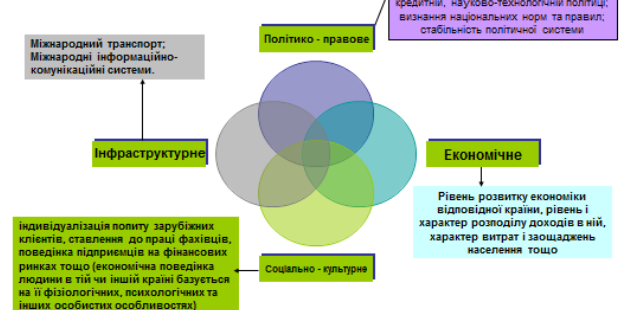 кредитній, науково-технологічній політиці;
визнання національних норм та правил;
стабільність політичної системи
Політико - правове
Міжнародний транспорт;
Міжнародні інформаційно-
комунікаційні системи.
Інфраструктурне
Економічне
Рівень розвитку економіки
відповідної країни, рівень і
характер розподілу доходів в ній,
характер витрат і заощаджень
населення тощо
індивідуалізація попиту зарубіжних
клієнтів, ставлення до праці фахівців,
поведінка підприємців на фінансових
ринках тощо (економічна поведінка
людини в тій чи іншій країні базується
на її фізіологічних, психологічних та
інших особистих особливостях)
Соціально - культурне